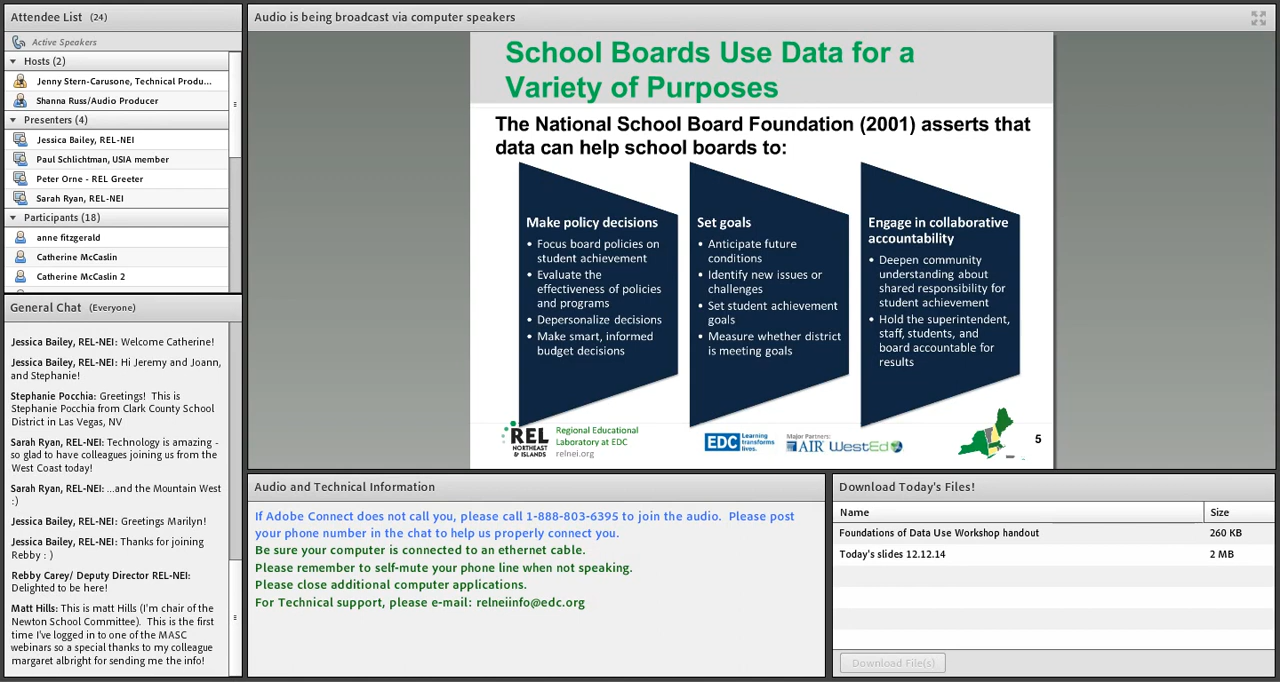 Attendee List (24)
Active Speakers
Hosts (2)
Jenny Stern-Carusone, Technical Produ...
Shanna Russ/Audio Producer
Presenters (4)
Jessica Bailey, REL-NEI
Paul Schlichtman, USIA member
Peter Orne - REL Greeter
Sarah Ryan, REL-NEI
Participants (18)
anne fitzgerald
Catherine McCaslin
Catherine McCaslin 2
General Chat (Everyone)
Jessica Bailey, REL-NEI: Welcome Catherine!
Jessica Bailey, REL-NEI: Hi Jeremy and Joann,
and Stephanie!
Stephanie Pocchia: Greetings! This is
Stephanie Pocchia from Clark County School
District in Las Vegas, NV
Sarah Ryan, REL-NEI: Technology is amazing -
so glad to have colleagues joining us from the
West Coast today!
Sarah Ryan, REL-NEI: ...and the Mountain West
:)
Jessica Bailey, REL-NEI: Greetings Marilyn!
Jessica Bailey, REL-NEI: Thanks for joining
Rebby : )
Rebby Carey/ Deputy Director REL-NEI:
Delighted to be here!
Matt Hills: This is matt Hills (I'm chair of the
Newton School Committee). This is the first
time I've logged in to one of the MASC
webinars so a special thanks to my colleague
margaret albright for sending me the info!
Audio is being broadcast via computer speakers
School Boards Use Data for a
Variety of Purposes
The National School Board Foundation (2001) asserts that
data can help school boards to:
Make policy decisions
• Focus board policies on
student achievement
• Evaluate the
effectiveness of policies
and programs
• Depersonalize decisions
• Make smart, informed
budget decisions
Set goals
• Anticipate future
conditions
• Identify new issues or
challenges
• Set student achievement
goals
• Measure whether district
is meeting goals
Engage in collaborative
accountability
• Deepen community
understanding about
shared responsibility for
student achievement
• Hold the superintendent,
staff, students, and
board accountable for
results
REL
NORTHEAST
& ISLANDS
Regional Educational
Laboratory at EDC
relnei.org
EDC Learning
transforms
lives.
Major Partners:
AIR WestEd
5
Audio and Technical Information
If Adobe Connect does not call you, please call 1-888-803-6395 to join the audio. Please post
your phone number in the chat to help us properly connect you.
Be sure your computer is connected to an ethernet cable.
Please remember to self-mute your phone line when not speaking.
Please close additional computer applications.
For Technical support, please e-mail: relneiinfo@edc.org
Download Today's Files!
Name Size
Foundations of Data Use Workshop handout 260 KB
Today's slides 12.12.14 2 MB
Download File(s)